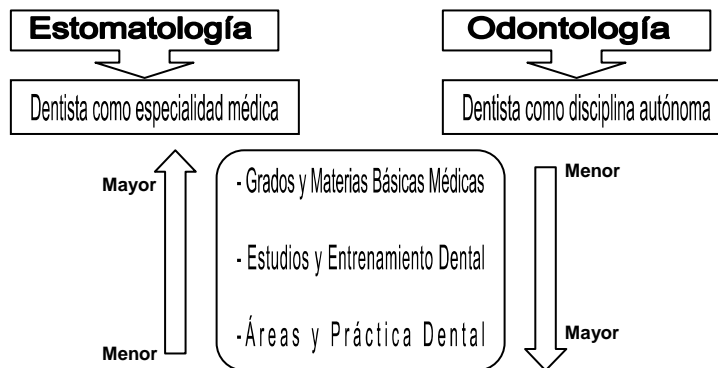 Estomatología
Odontología
Dentista como especialidad médica
Dentista como disciplina autónoma
Mayor
- Grados y Materias Básicas Médicas
Menor
- Estudios y Entrenamiento Dental
- Áreas y Práctica Dental
Mayor
Menor